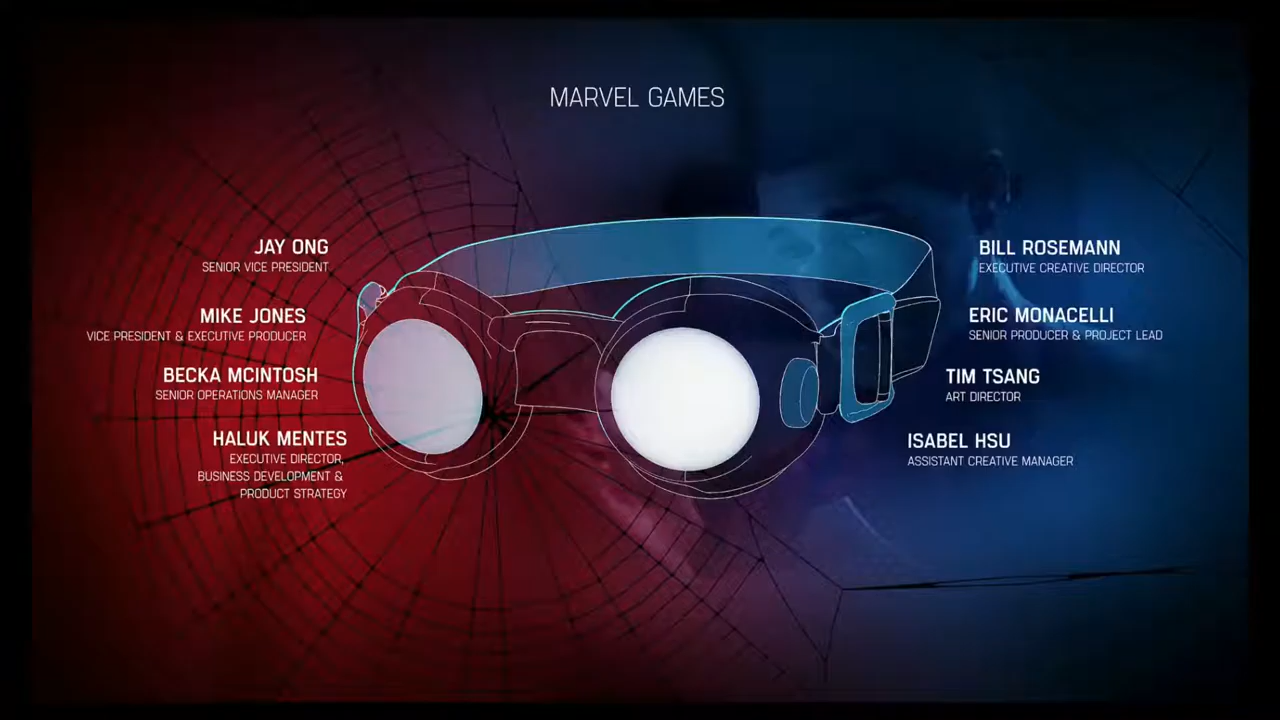 MARVEL GAMES
JAY ONG
SENIOR VICE PRESIDENT
MIKE JONES
VICE PRESIDENT & EXECUTIVE PRODUCER
BECKA MCINTOSH
SENIOR OPERATIONS MANAGER
HALUK MENTES
EXECUTIVE DIRECTOR,
BUSINESS DEVELOPMENT &
PRODUCT STRATEGY
BILL ROSEMANN
EXECUTIVE CREATIVE DIRECTOR
ERIC MONACELLI
SENIOR PRODUCER & PROJECT LEAD
TIM TSANG
ART DIRECTOR
ISABEL HSU
ASSISTANT CREATIVE MANAGER